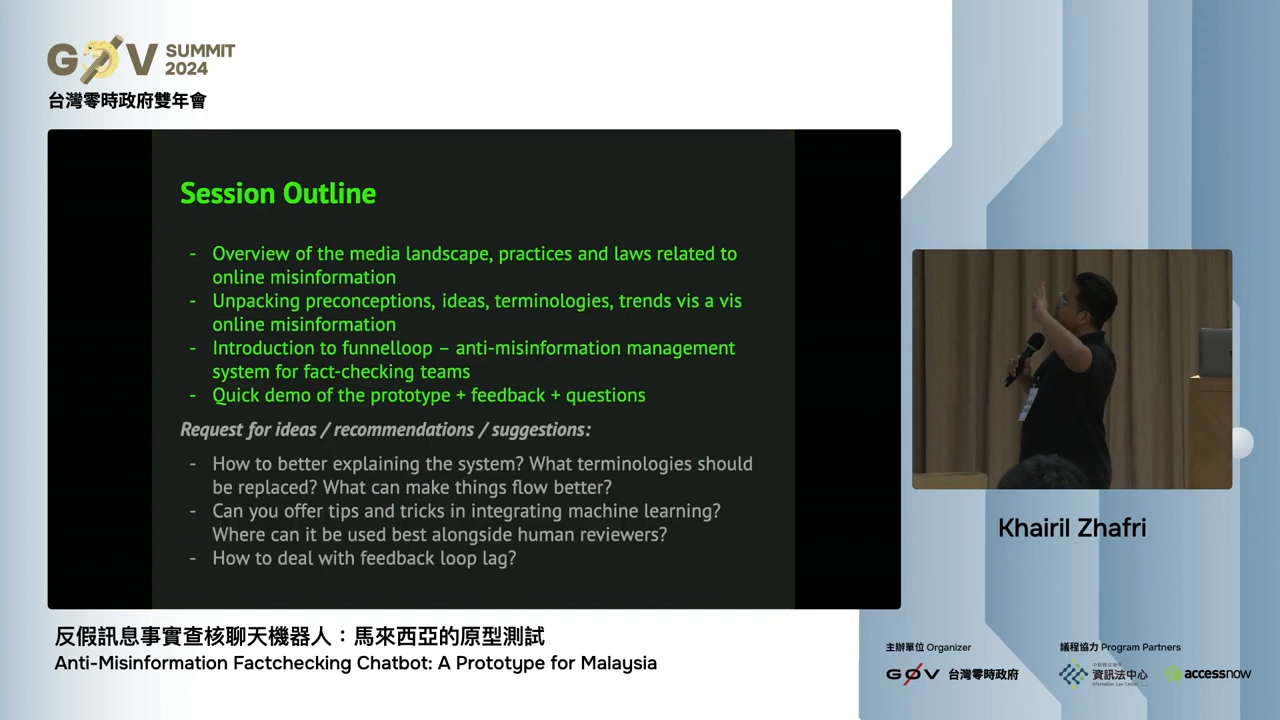 G0V SUMMIT 2024
台灣零時政府雙年會
Session Outline
- Overview of the media landscape, practices and laws related to
online misinformation
- Unpacking preconceptions, ideas, terminologies, trends vis a vis
online misinformation
- Introduction to funnelloop – anti-misinformation management
system for fact-checking teams
- Quick demo of the prototype + feedback + questions
Request for ideas / recommendations / suggestions:
- How to better explaining the system? What terminologies should
be replaced? What can make things flow better?
- Can you offer tips and tricks in integrating machine learning?
Where can it be used best alongside human reviewers?
- How to deal with feedback loop lag?
Khairil Zhafri
反假訊息事實查核聊天機器人：馬來西亞的原型測試
Anti-Misinformation Factchecking Chatbot: A Prototype for Malaysia
主辦單位 Organizer
G0V 台灣零時政府
議程協力 Program Partners
資訊法中心
Information Law Center
accessnow